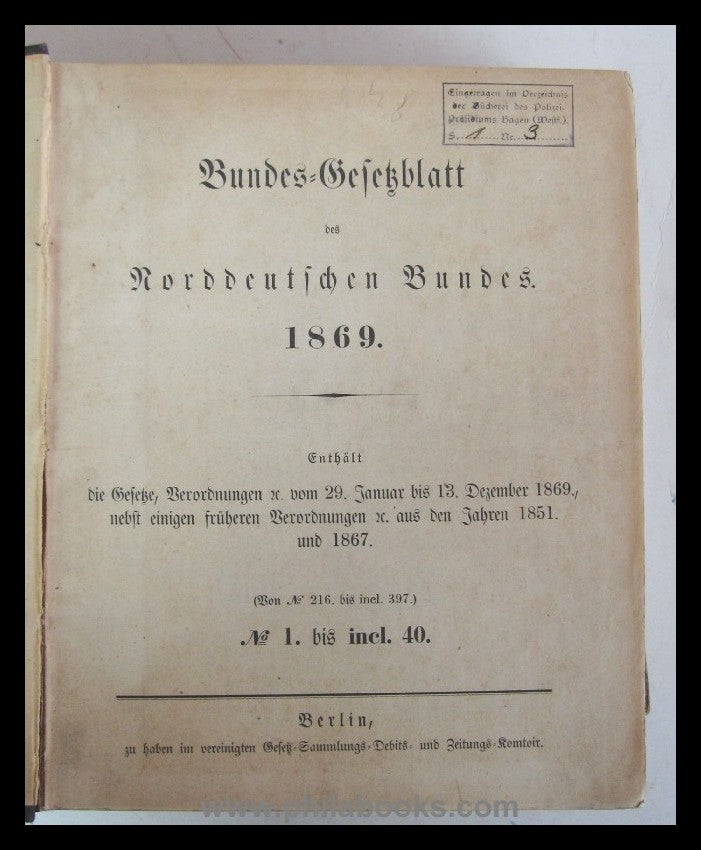 Eingetragen im Verzeichnis
der Bücherei des Polizei-
Präsidiums Hagen (Westf.).
S. 1 Nr. 3
Bundes-Gesetzblatt
des
Norddeutschen Bundes.
1869.
Enthält
die Gesetze, Verordnungen ꝛc. vom 29. Januar bis 13. Dezember 1869.,
nebst einigen früheren Verordnungen ꝛc. aus den Jahren 1851.
und 1867.
(Von № 216. bis incl. 397.)
№ 1. bis incl. 40.
Berlin,
zu haben im vereinigten Gesetz-Sammlungs-Debits- und Zeitungs-Komtoir.
www.philabooks.com